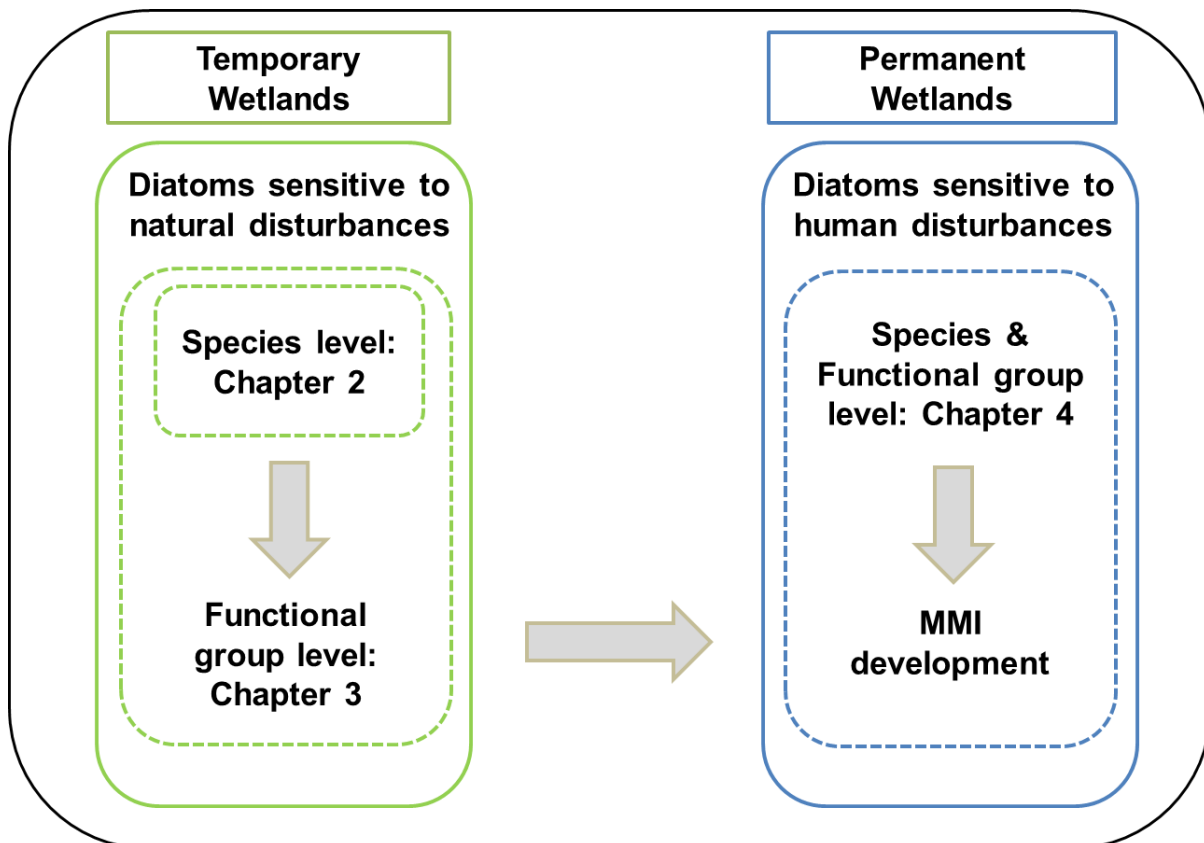 Temporary
Wetlands
Diatoms sensitive to
natural disturbances
Species level:
Chapter 2
Functional
group level:
Chapter 3
Permanent
Wetlands
Diatoms sensitive to
human disturbances
Species &
Functional group
level: Chapter 4
MMI
development